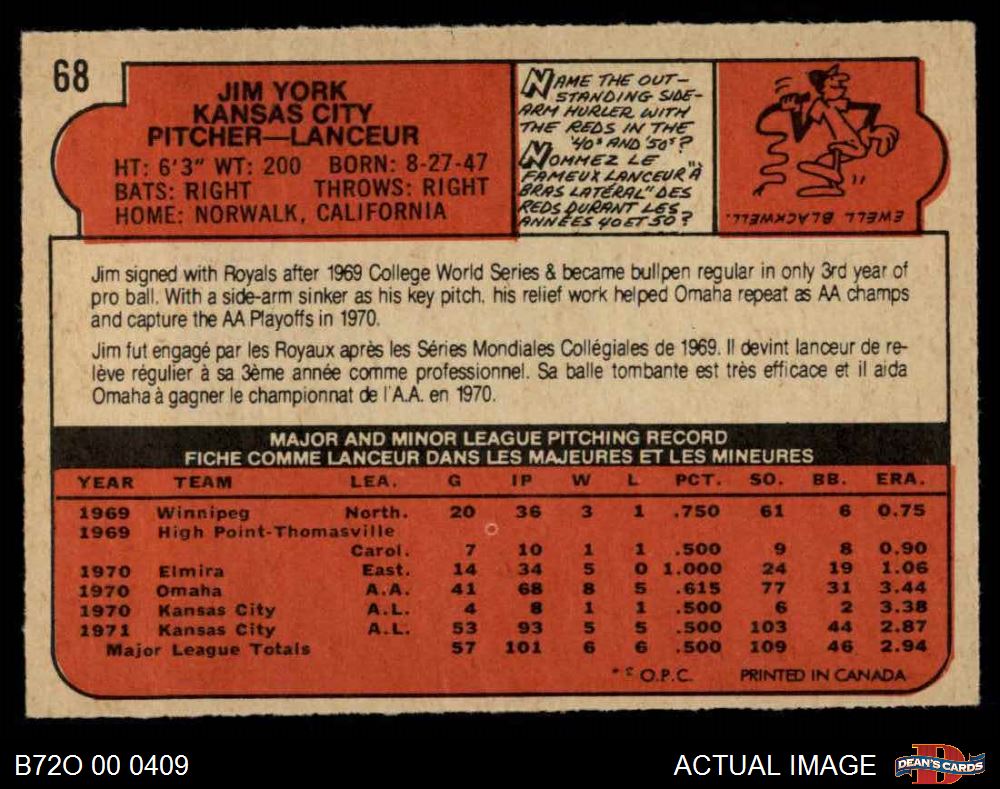 68
JIM YORK
KANSAS CITY
PITCHER—LANCEUR
HT: 6'3" WT: 200 BORN: 8-27-47
BATS: RIGHT THROWS: RIGHT
HOME: NORWALK, CALIFORNIA
NAME THE OUT-
STANDING SIDE-
ARM HURLER WITH
THE REDS IN THE
'40s AND '50s?
NOMMEZ LE
FAMEUX LANCEUR "À
BRAS LATÉRAL" DES
REDS DURANT LES
ANNÉES 40 ET 50?
EWELL BLACKWELL.
Jim signed with Royals after 1969 College World Series & became bullpen regular in only 3rd year of
pro ball. With a side-arm sinker as his key pitch, his relief work helped Omaha repeat as AA champs
and capture the AA Playoffs in 1970.
Jim fut engagé par les Royaux après les Séries Mondiales Collégiales de 1969. Il devint lanceur de re-
lève régulier à sa 3ème année comme professionnel. Sa balle tombante est très efficace et il aida
Omaha à gagner le championnat de l'A.A. en 1970.
MAJOR AND MINOR LEAGUE PITCHING RECORD
FICHE COMME LANCEUR DANS LES MAJEURES ET LES MINEURES
YEAR TEAM LEA. G IP W L PCT. SO. BB. ERA.
1969 Winnipeg North. 20 36 3 1 .750 61 6 0.75
1969 High Point-Thomasville
Carol. 7 10 1 1 .500 9 8 0.90
1970 Elmira East. 14 34 5 0 1.000 24 19 1.06
1970 Omaha A.A. 41 68 8 5 .615 77 31 3.44
1970 Kansas City A.L. 4 8 1 1 .500 6 2 3.38
1971 Kansas City A.L. 53 93 5 5 .500 103 44 2.87
Major League Totals 57 101 6 6 .500 109 46 2.94
O.P.C. PRINTED IN CANADA
B72O 00 0409
ACTUAL IMAGE
DEAN'S CARDS